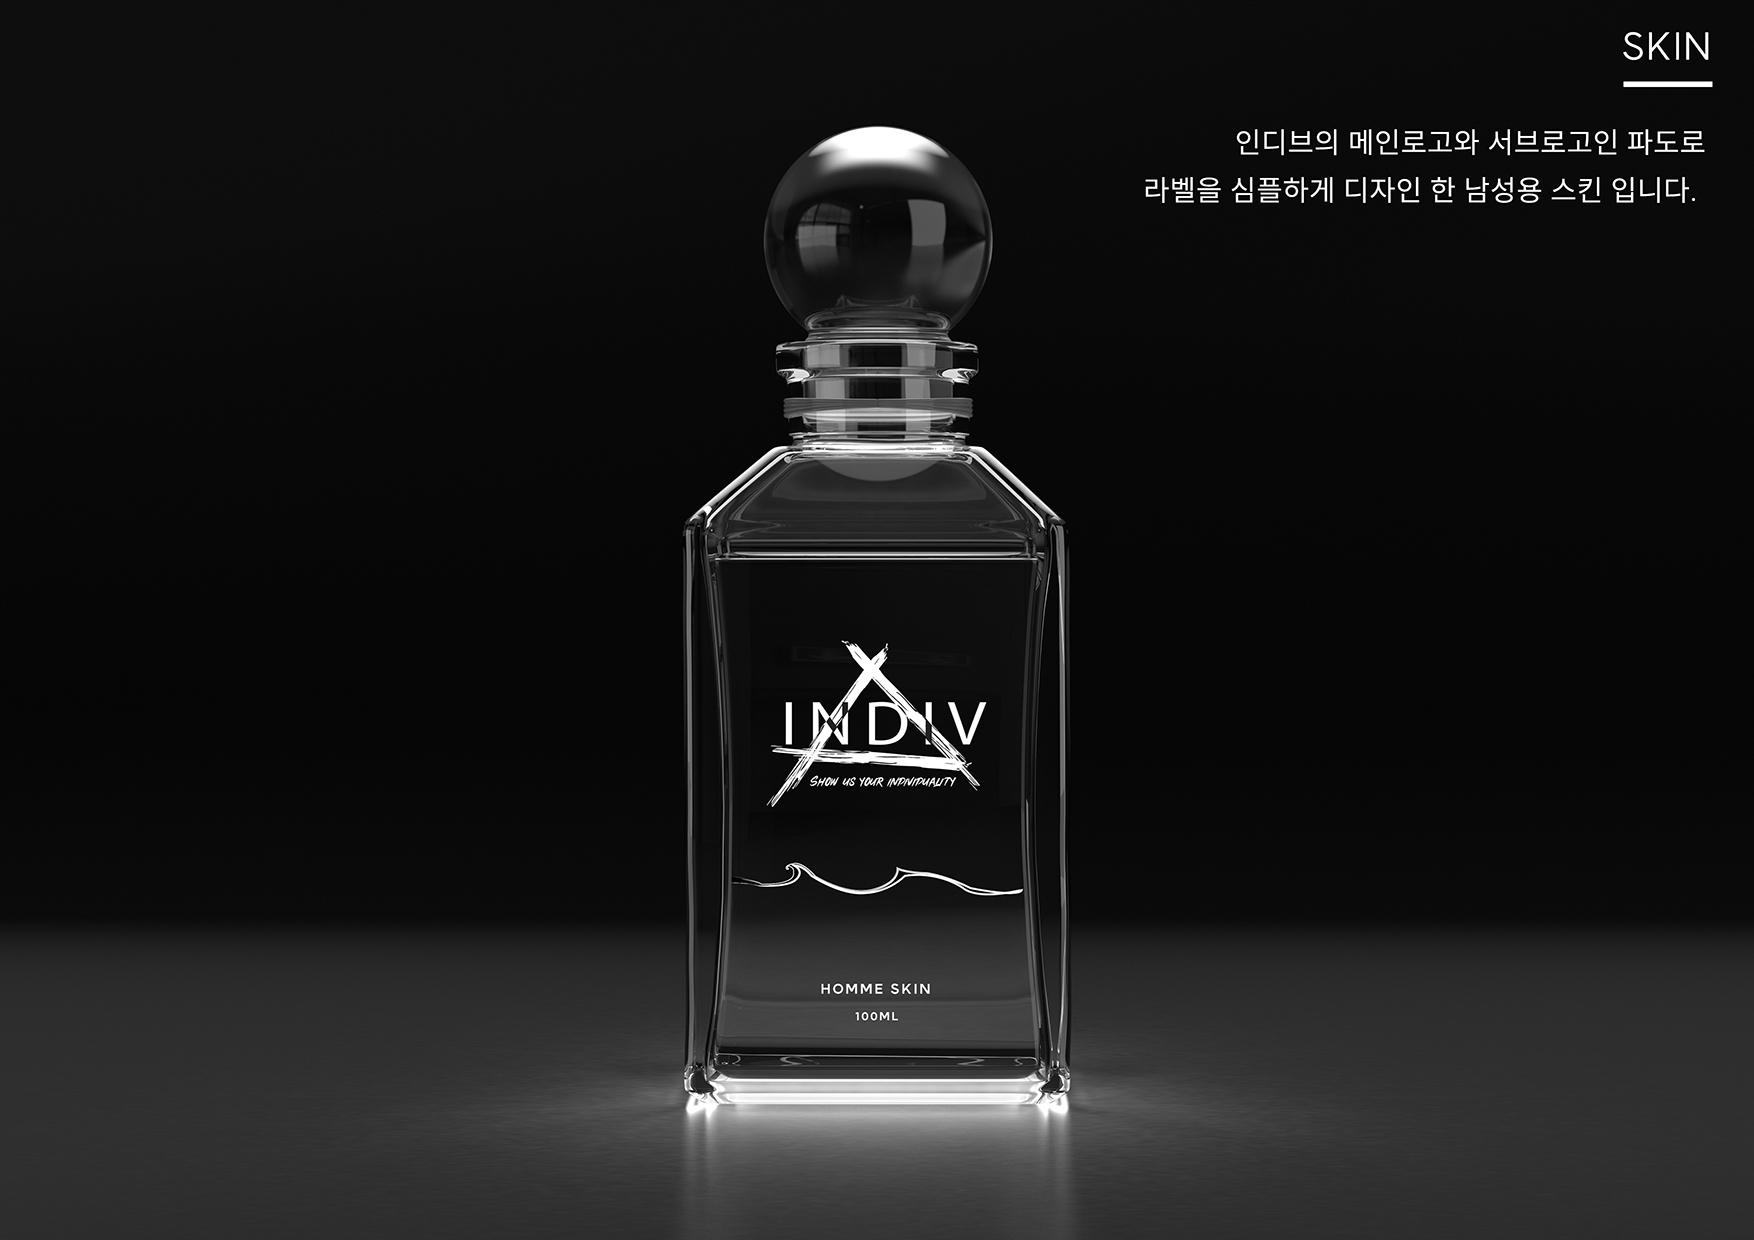 SKIN
인디브의 메인로고와 서브로고인 파도로
라벨을 심플하게 디자인 한 남성용 스킨 입니다.
INDIV
SHOW US YOUR INDIVIDUALITY
HOMME SKIN
100ML